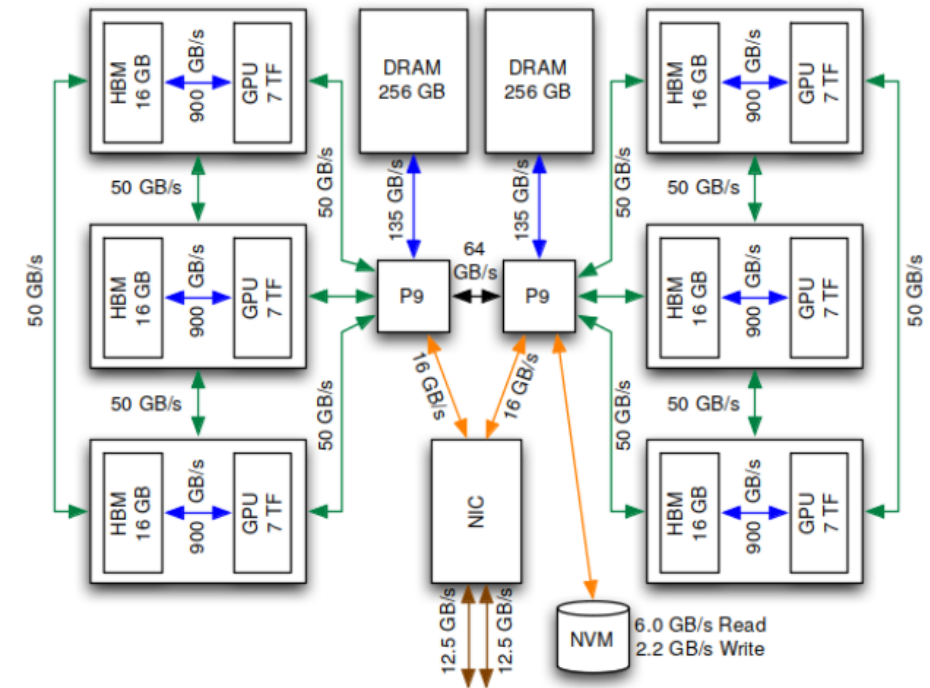 HBM
16 GB
900 GB/s
GPU
7 TF
DRAM
256 GB
DRAM
256 GB
HBM
16 GB
900 GB/s
GPU
7 TF
50 GB/s
50 GB/s
135 GB/s
135 GB/s
50 GB/s
50 GB/s
50 GB/s
HBM
16 GB
900 GB/s
GPU
7 TF
P9
64
GB/s
P9
HBM
16 GB
900 GB/s
GPU
7 TF
50 GB/s
50 GB/s
50 GB/s
16 GB/s
16 GB/s
50 GB/s
50 GB/s
HBM
16 GB
900 GB/s
GPU
7 TF
NIC
HBM
16 GB
900 GB/s
GPU
7 TF
12.5 GB/s
12.5 GB/s
NVM
6.0 GB/s Read
2.2 GB/s Write